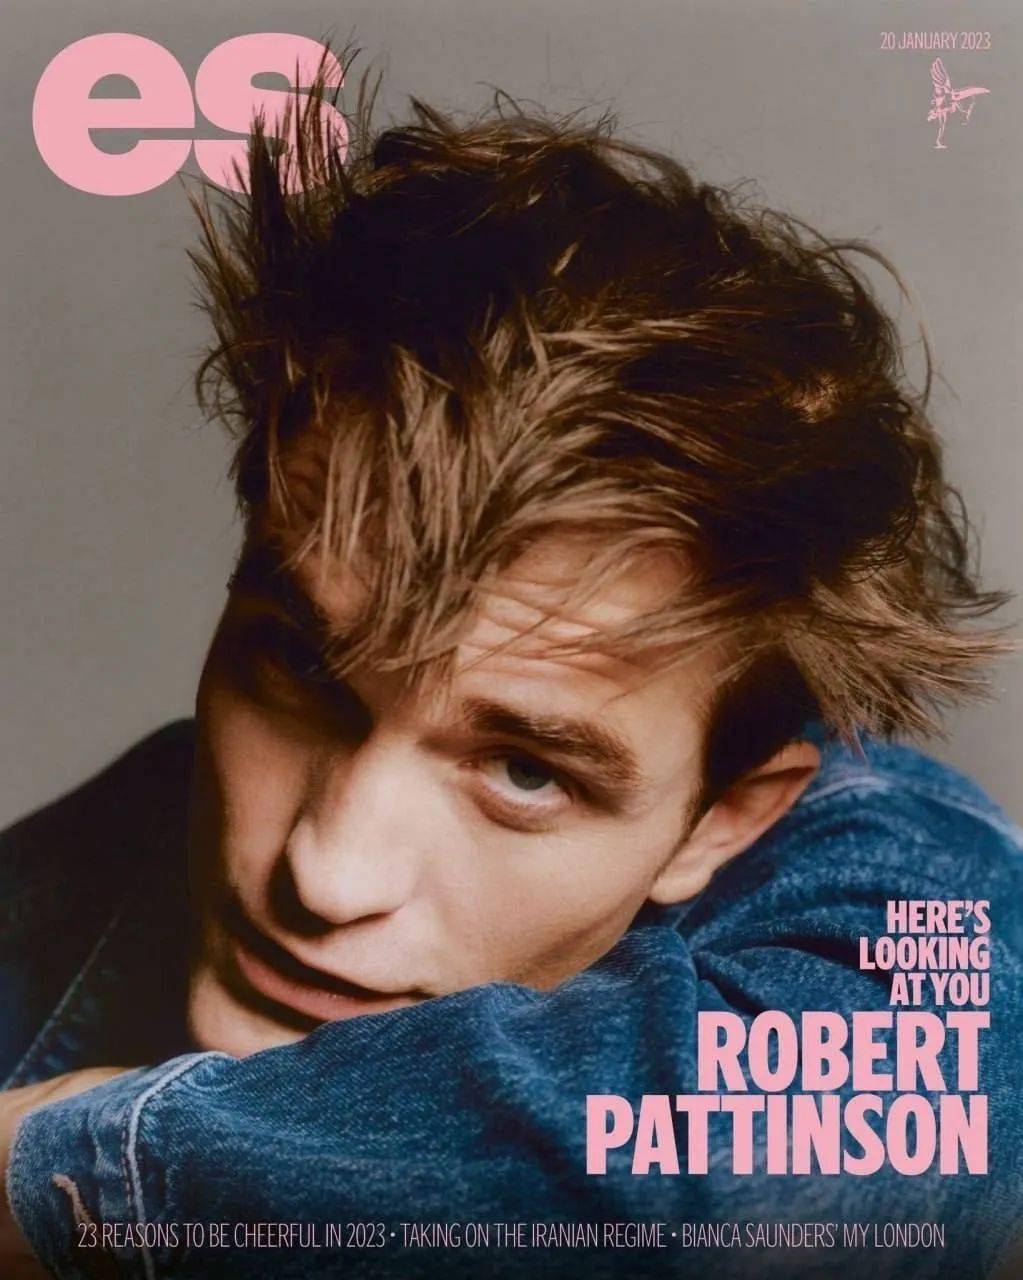 es
20 JANUARY 2023
HERE'S
LOOKING
AT YOU
ROBERT
PATTINSON
23 REASONS TO BE CHEERFUL IN 2023 • TAKING ON THE IRANIAN REGIME • BIANCA SAUNDERS' MY LONDON